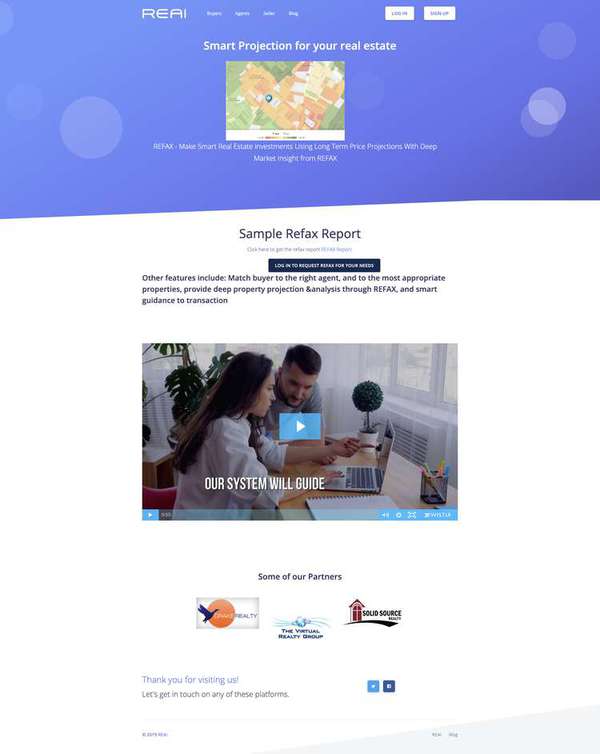 REAI Buyers Agents Seller Blog LOG IN SIGN UP
Smart Projection for your real estate
REFAX - Make Smart Real Estate Investments Using Long Term Price Projections With Deep
Market Insight from REFAX
Sample Refax Report
Click here to get the refax report REFAX Report
LOG IN TO REQUEST REFAX FOR YOUR NEEDS
Other features include: Match buyer to the right agent, and to the most appropriate
properties, provide deep property projection &analysis through REFAX, and smart
guidance to transaction
OUR SYSTEM WILL GUIDE
WISTIA
Some of our Partners
REALTY
THE VIRTUAL
REALTY GROUP
SOLID SOURCE
REALTY
Thank you for visiting us!
Let's get in touch on any of these platforms.
© 2019 REAI REAI Blog